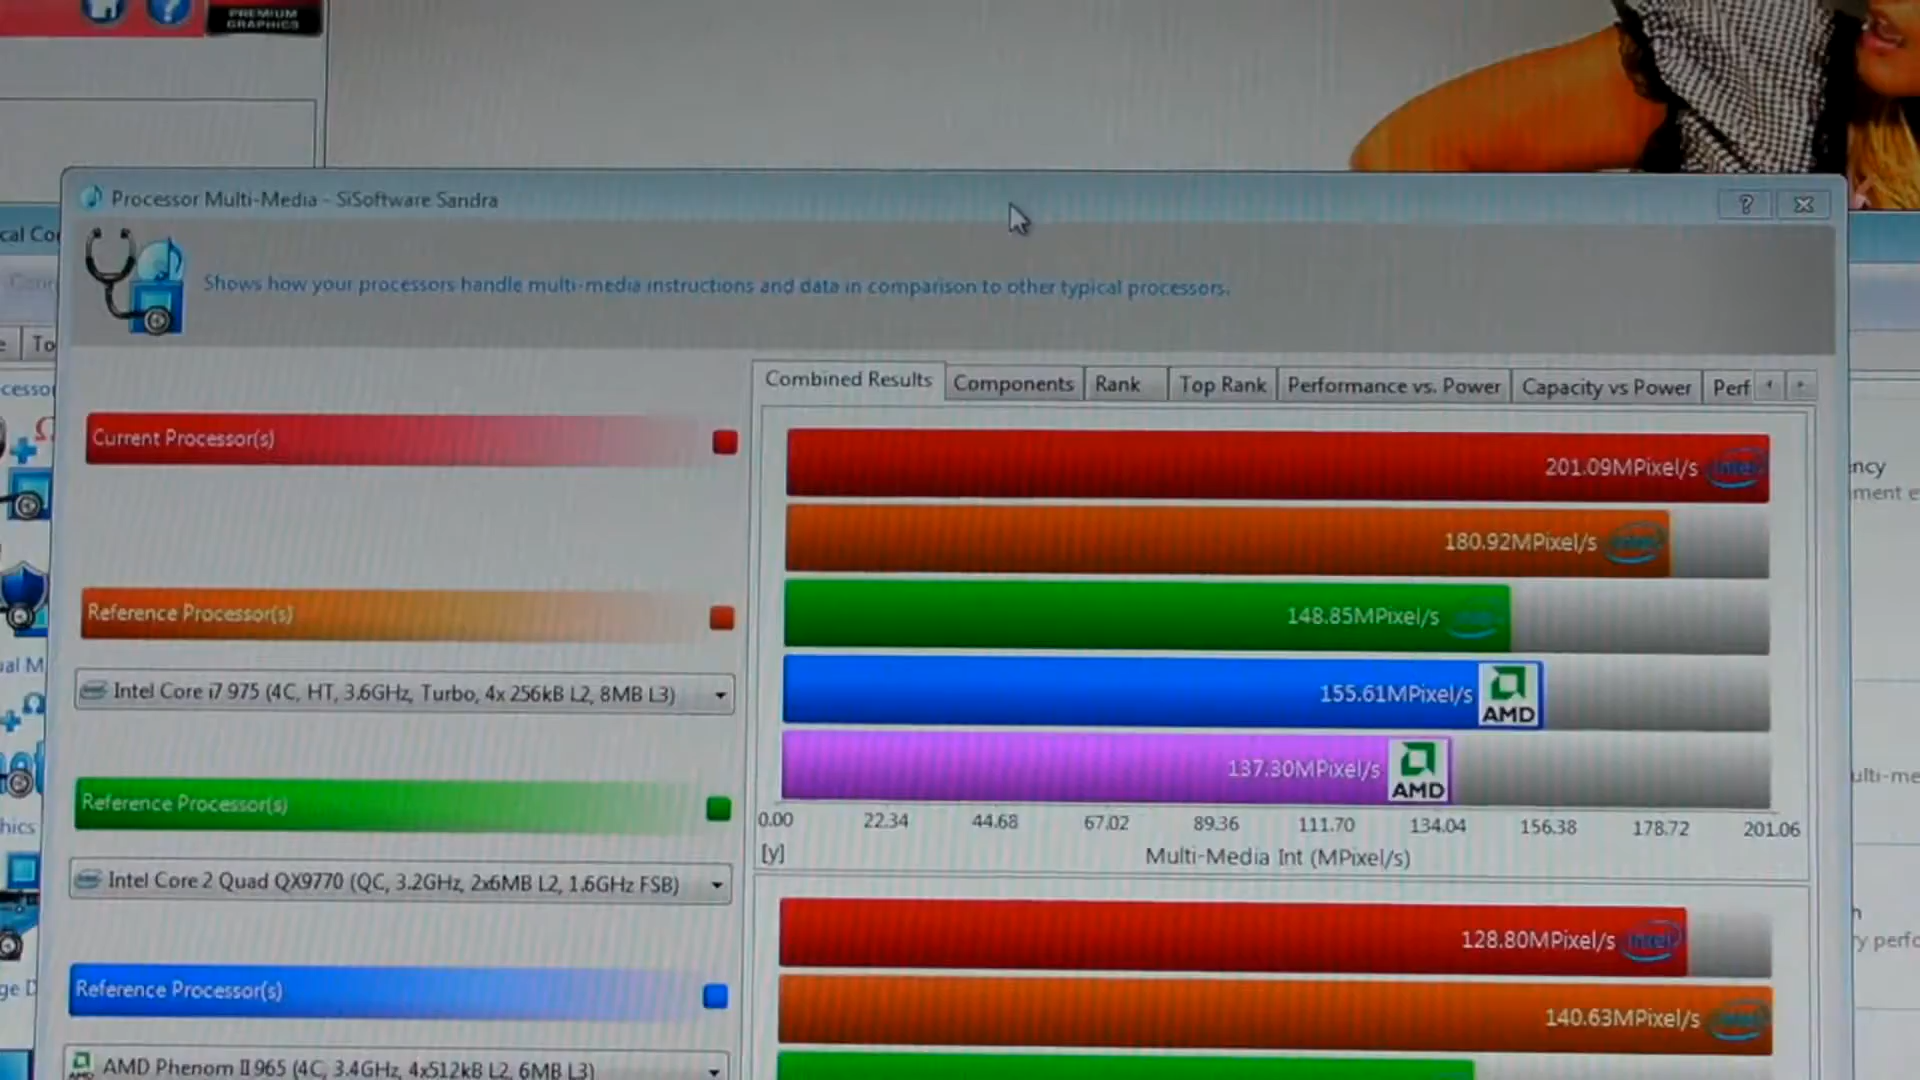 PREMIUM
GRAPHICS
Processor Multi-Media - SiSoftware Sandra
?
Shows how your processors handle multi-media instructions and data in comparison to other typical processors.
Combined Results
Components
Rank
Top Rank
Performance vs. Power
Capacity vs Power
Perf
Current Processor(s)
201.09MPixel/s
intel
180.92MPixel/s
intel
Reference Processor(s)
148.85MPixel/s
Intel Core i7 975 (4C, HT, 3.6GHz, Turbo, 4x 256kB L2, 8MB L3)
155.61MPixel/s
AMD
137.30MPixel/s
AMD
Reference Processor(s)
0.00 22.34 44.68 67.02 89.36 111.70 134.04 156.38 178.72 201.06
[y]
Multi-Media Int (MPixel/s)
Intel Core 2 Quad QX9770 (QC, 3.2GHz, 2x6MB L2, 1.6GHz FSB)
128.80MPixel/s
intel
Reference Processor(s)
140.63MPixel/s
intel
AMD Phenom II 965 (4C, 3.4GHz, 4x512kB L2, 6MB L3)